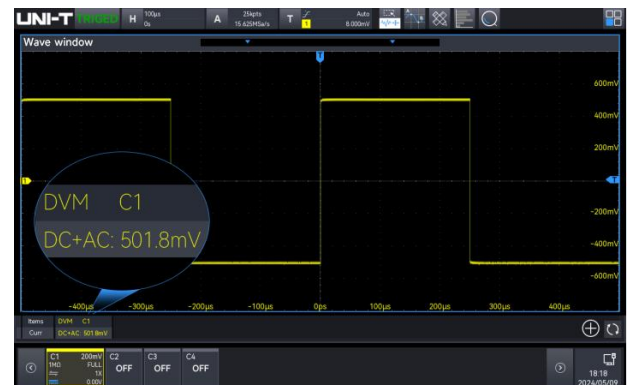 UNI-T TRIGED H 100μs 0s A 25kpts 15.625MSa/s T 1 Auto 8.000mV
Wave window
T
600mV
400mV
200mV
1
T
DVM C1
DC+AC: 501.8mV
-200mV
-400mV
-600mV
-400μs -300μs -200μs -100μs 0ps 100μs 200μs 300μs 400μs
Items DVM C1
Curr DC+AC: 501.8mV
C1 200mV C2 C3 C4
1MΩ FULL OFF OFF OFF
1X
0.00V
18:18
2024/05/09